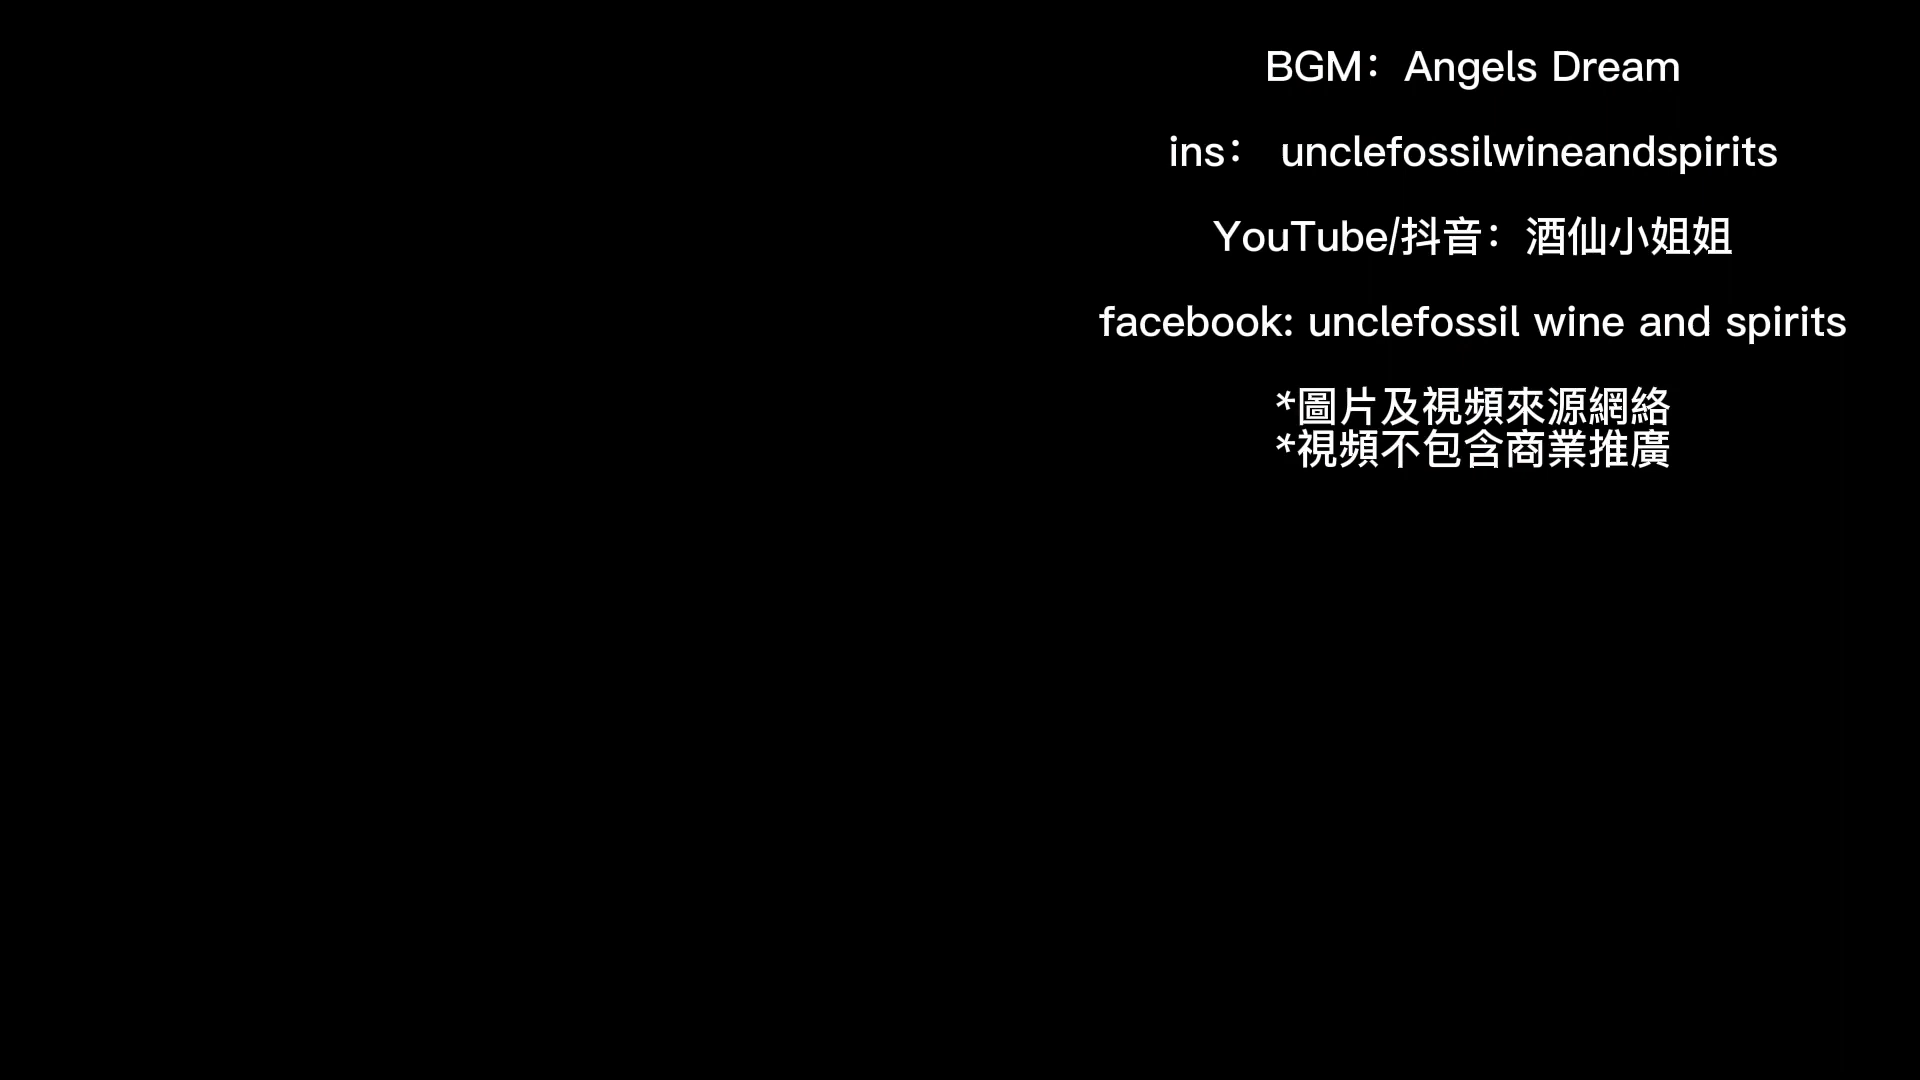 BGM：Angels Dream
ins： unclefossilwineandspirits
YouTube/抖音：酒仙小姐姐
facebook: unclefossil wine and spirits
*圖片及視頻來源網絡
*視頻不包含商業推廣